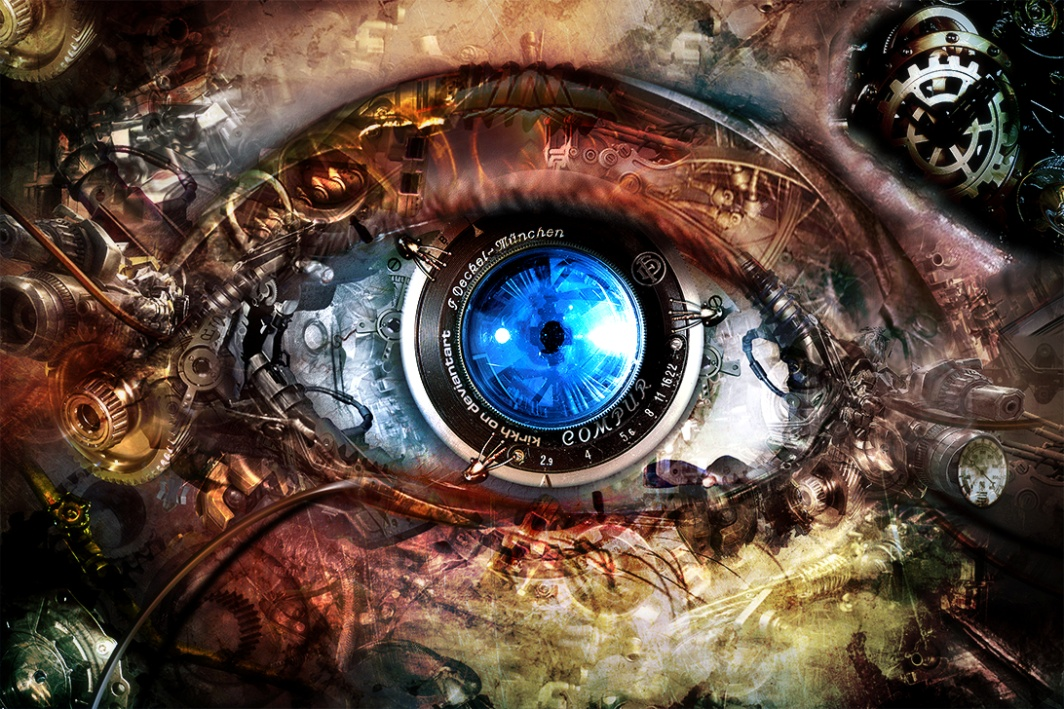 F. Deckel-München
kirkh on deviantart
COMPUR
2.9 4 5.6 8 11 16 22